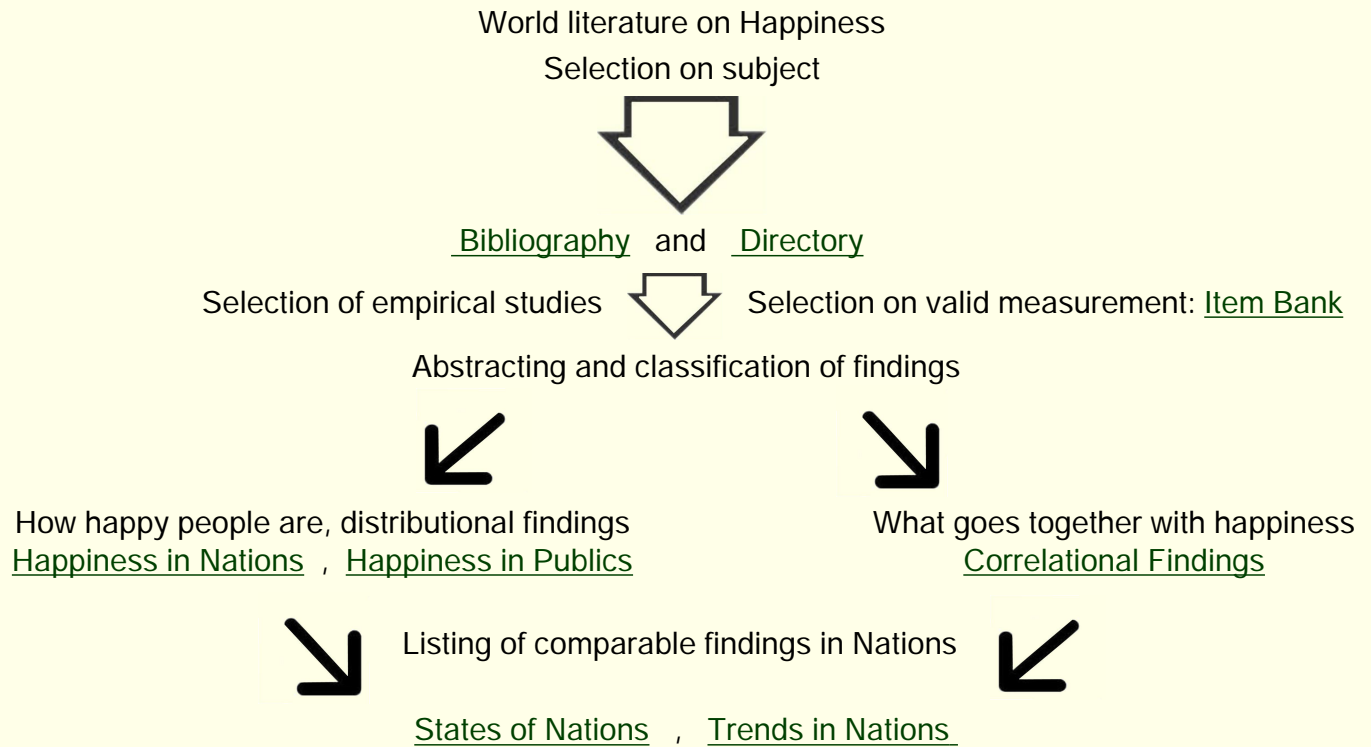 World literature on Happiness
Selection on subject
Bibliography and Directory
Selection of empirical studies Selection on valid measurement: Item Bank
Abstracting and classification of findings
How happy people are, distributional findings
Happiness in Nations , Happiness in Publics
What goes together with happiness
Correlational Findings
Listing of comparable findings in Nations
States of Nations , Trends in Nations